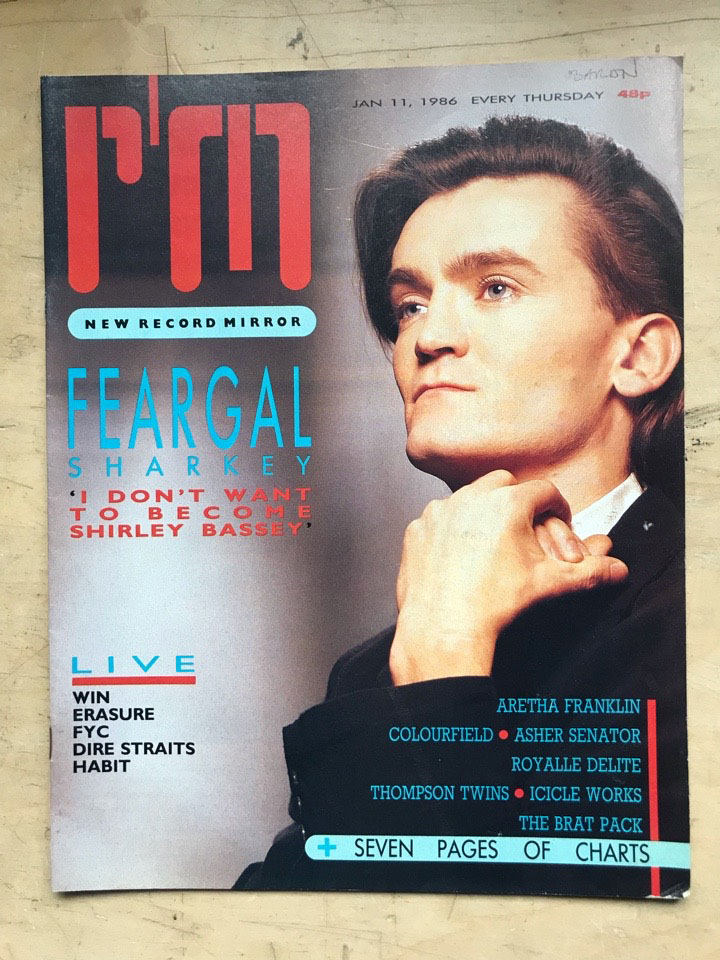 BARON
JAN 11, 1986 EVERY THURSDAY 48p
r'm
NEW RECORD MIRROR
FEARGAL
SHARKEY
'I DON'T WANT
TO BECOME
SHIRLEY BASSEY'
LIVE
WIN
ERASURE
FYC
DIRE STRAITS
HABIT
ARETHA FRANKLIN
COLOURFIELD • ASHER SENATOR
ROYALLE DELITE
THOMPSON TWINS • ICICLE WORKS
THE BRAT PACK
+ SEVEN PAGES OF CHARTS